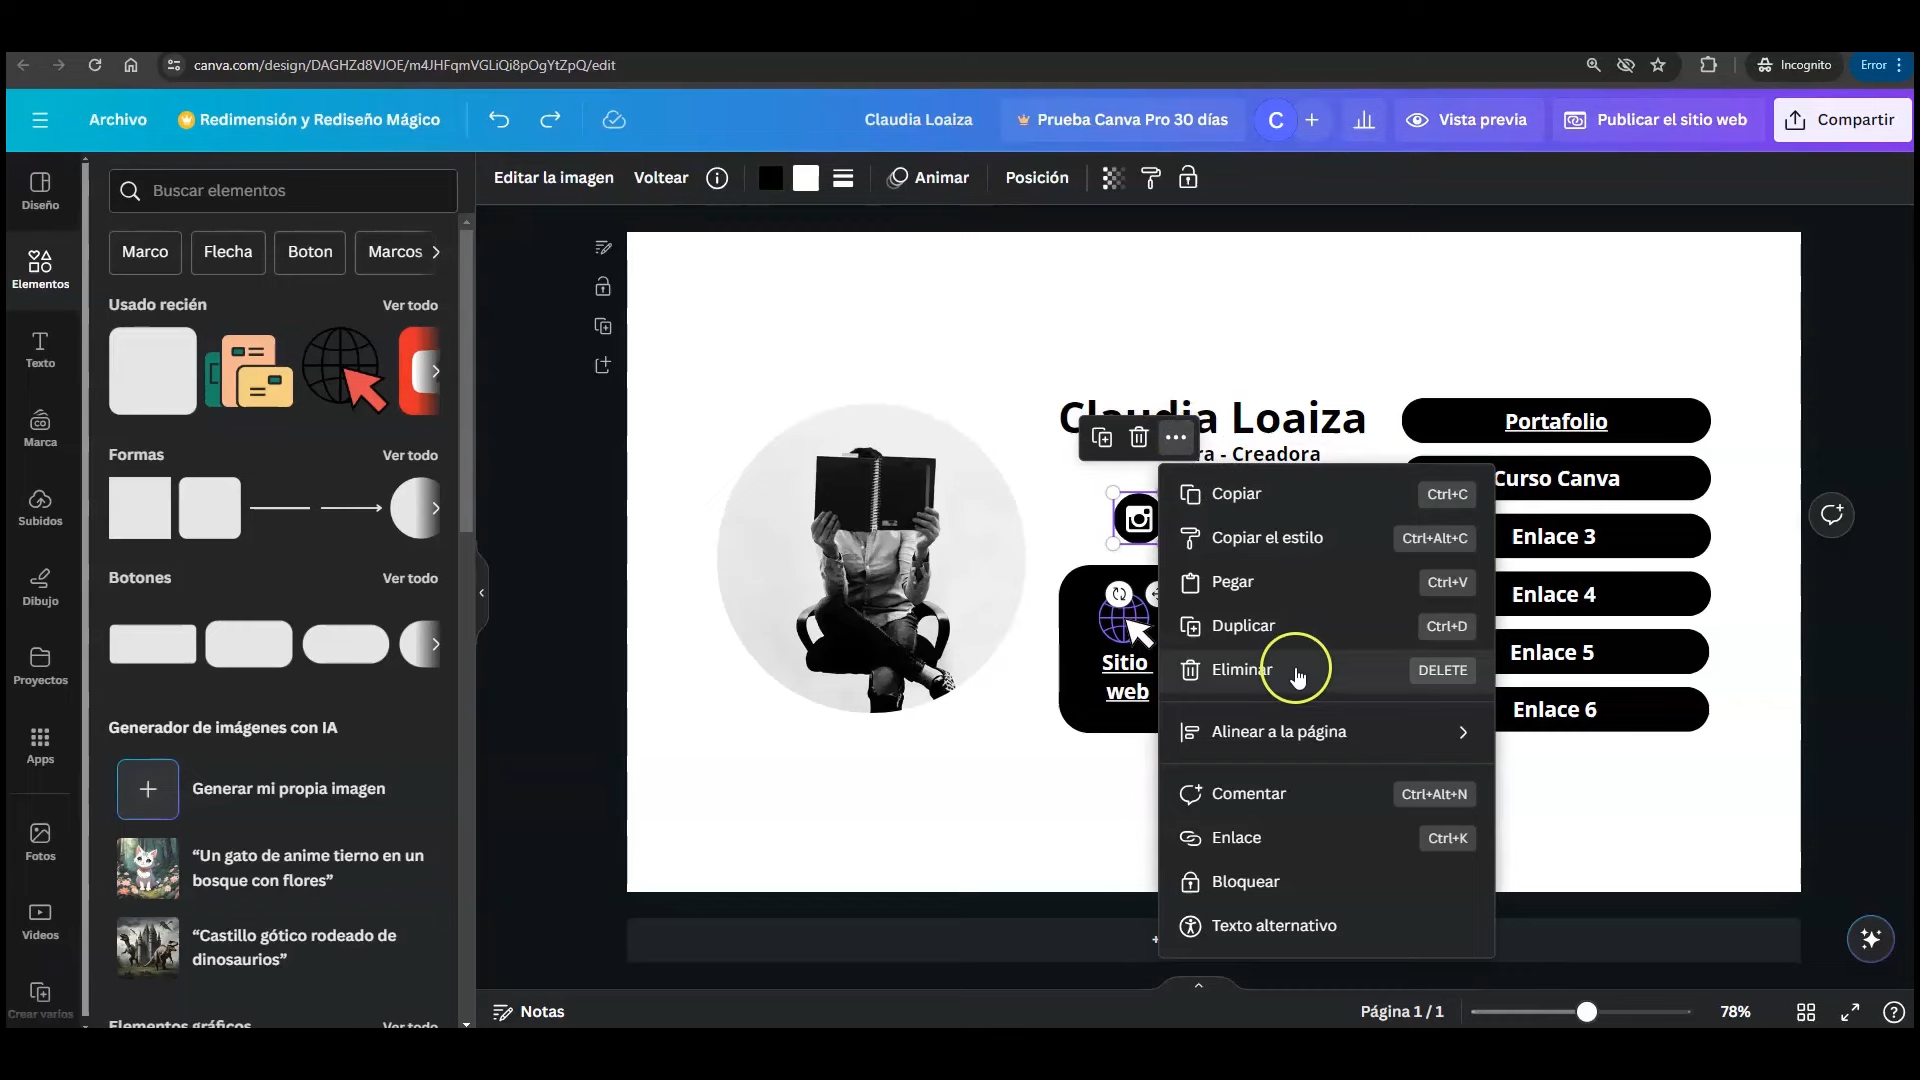 canva.com/design/DAGHZd8VJOE/m4JHFqmVGLiQi8pOgYtZpQ/edit
Incognito
Error
Archivo
Redimensión y Rediseño Mágico
Claudia Loaiza
Prueba Canva Pro 30 días
C
Vista previa
Publicar el sitio web
Compartir
Diseño
Elementos
Texto
Marca
Subidos
Dibujo
Proyectos
Apps
Fotos
Videos
Crear varios
Buscar elementos
Marco
Flecha
Boton
Marcos
Usado recién
Ver todo
Formas
Ver todo
Botones
Ver todo
Generador de imágenes con IA
Generar mi propia imagen
“Un gato de anime tierno en un
bosque con flores”
“Castillo gótico rodeado de
dinosaurios”
Elementos gráficos
Ver todo
Editar la imagen
Voltear
Animar
Posición
Claudia Loaiza
- Creadora
Sitio
web
Portafolio
Curso Canva
Enlace 3
Enlace 4
Enlace 5
Enlace 6
Copiar Ctrl+C
Copiar el estilo Ctrl+Alt+C
Pegar Ctrl+V
Duplicar Ctrl+D
Eliminar DELETE
Alinear a la página
Comentar Ctrl+Alt+N
Enlace Ctrl+K
Bloquear
Texto alternativo
Notas
Página 1 / 1
78%